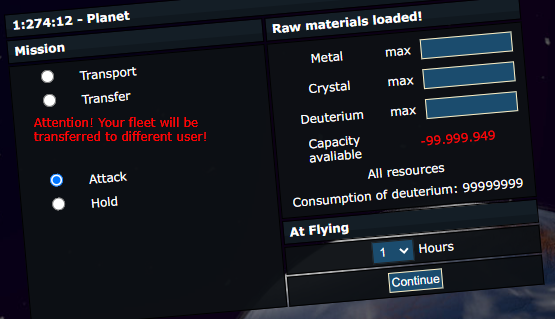 1:274:12 - Planet
Mission
Transport
Transfer
Attention! Your fleet will be
transferred to different user!
Attack
Hold
Raw materials loaded!
Metal max
Crystal max
Deuterium max
Capacity
avaliable -99.999.949
All resources
Consumption of deuterium: 99999999
At Flying
1 Hours
Continue